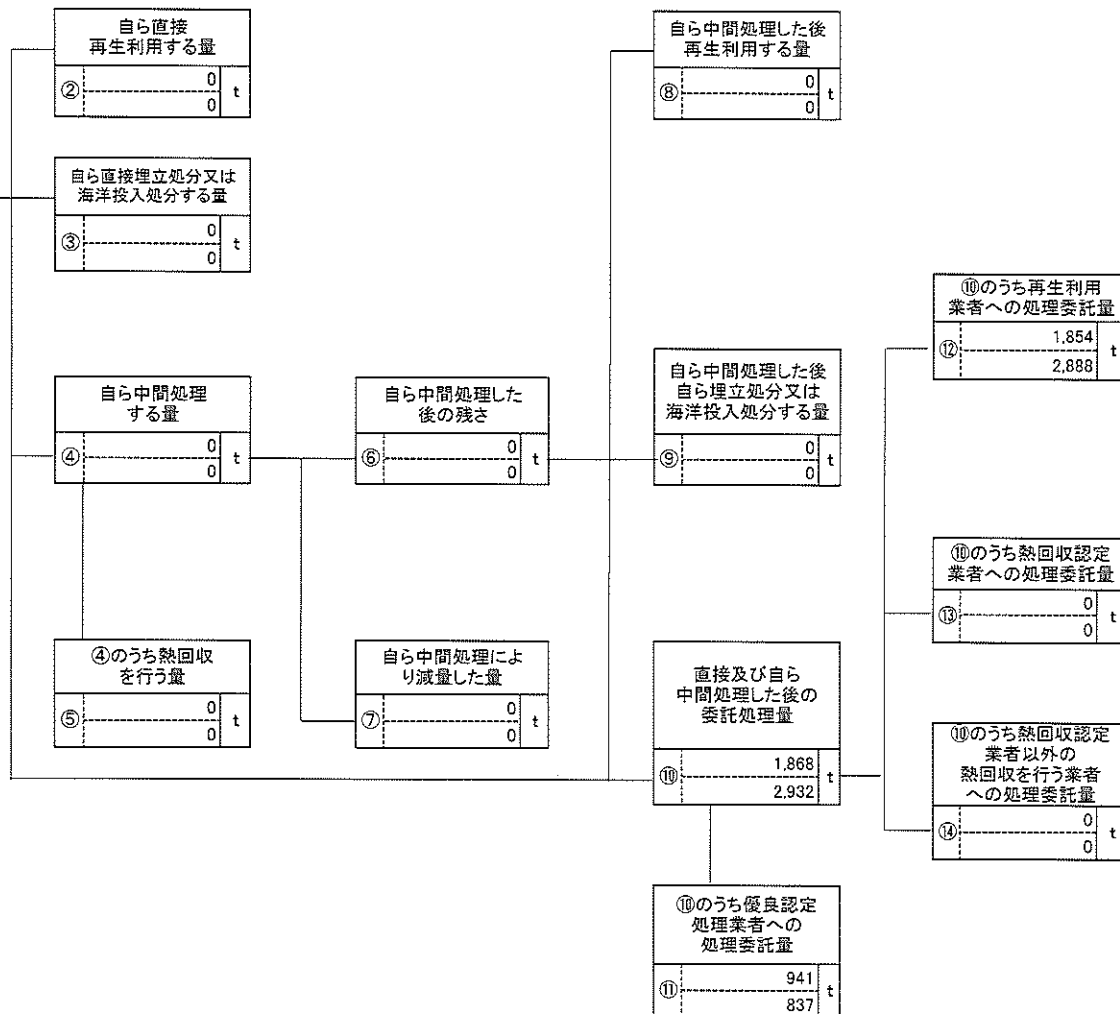 自ら直接
再生利用する量
②
0
0
t
自ら直接埋立処分又は
海洋投入処分する量
③
0
0
t
自ら中間処理
する量
④
0
0
t
④のうち熱回収
を行う量
⑤
0
0
t
自ら中間処理した
後の残さ
⑥
0
0
t
自ら中間処理によ
り減量した量
⑦
0
0
t
自ら中間処理した後
再生利用する量
⑧
0
0
t
自ら中間処理した後
自ら埋立処分又は
海洋投入処分する量
⑨
0
0
t
直接及び自ら
中間処理した後の
委託処理量
⑩
1,868
2,932
t
⑩のうち優良認定
処理業者への
処理委託量
⑪
941
837
t
⑩のうち再生利用
業者への処理委託量
⑫
1,854
2,888
t
⑩のうち熱回収認定
業者への処理委託量
⑬
0
0
t
⑩のうち熱回収認定
業者以外の
熱回収を行う業者
への処理委託量
⑭
0
0
t